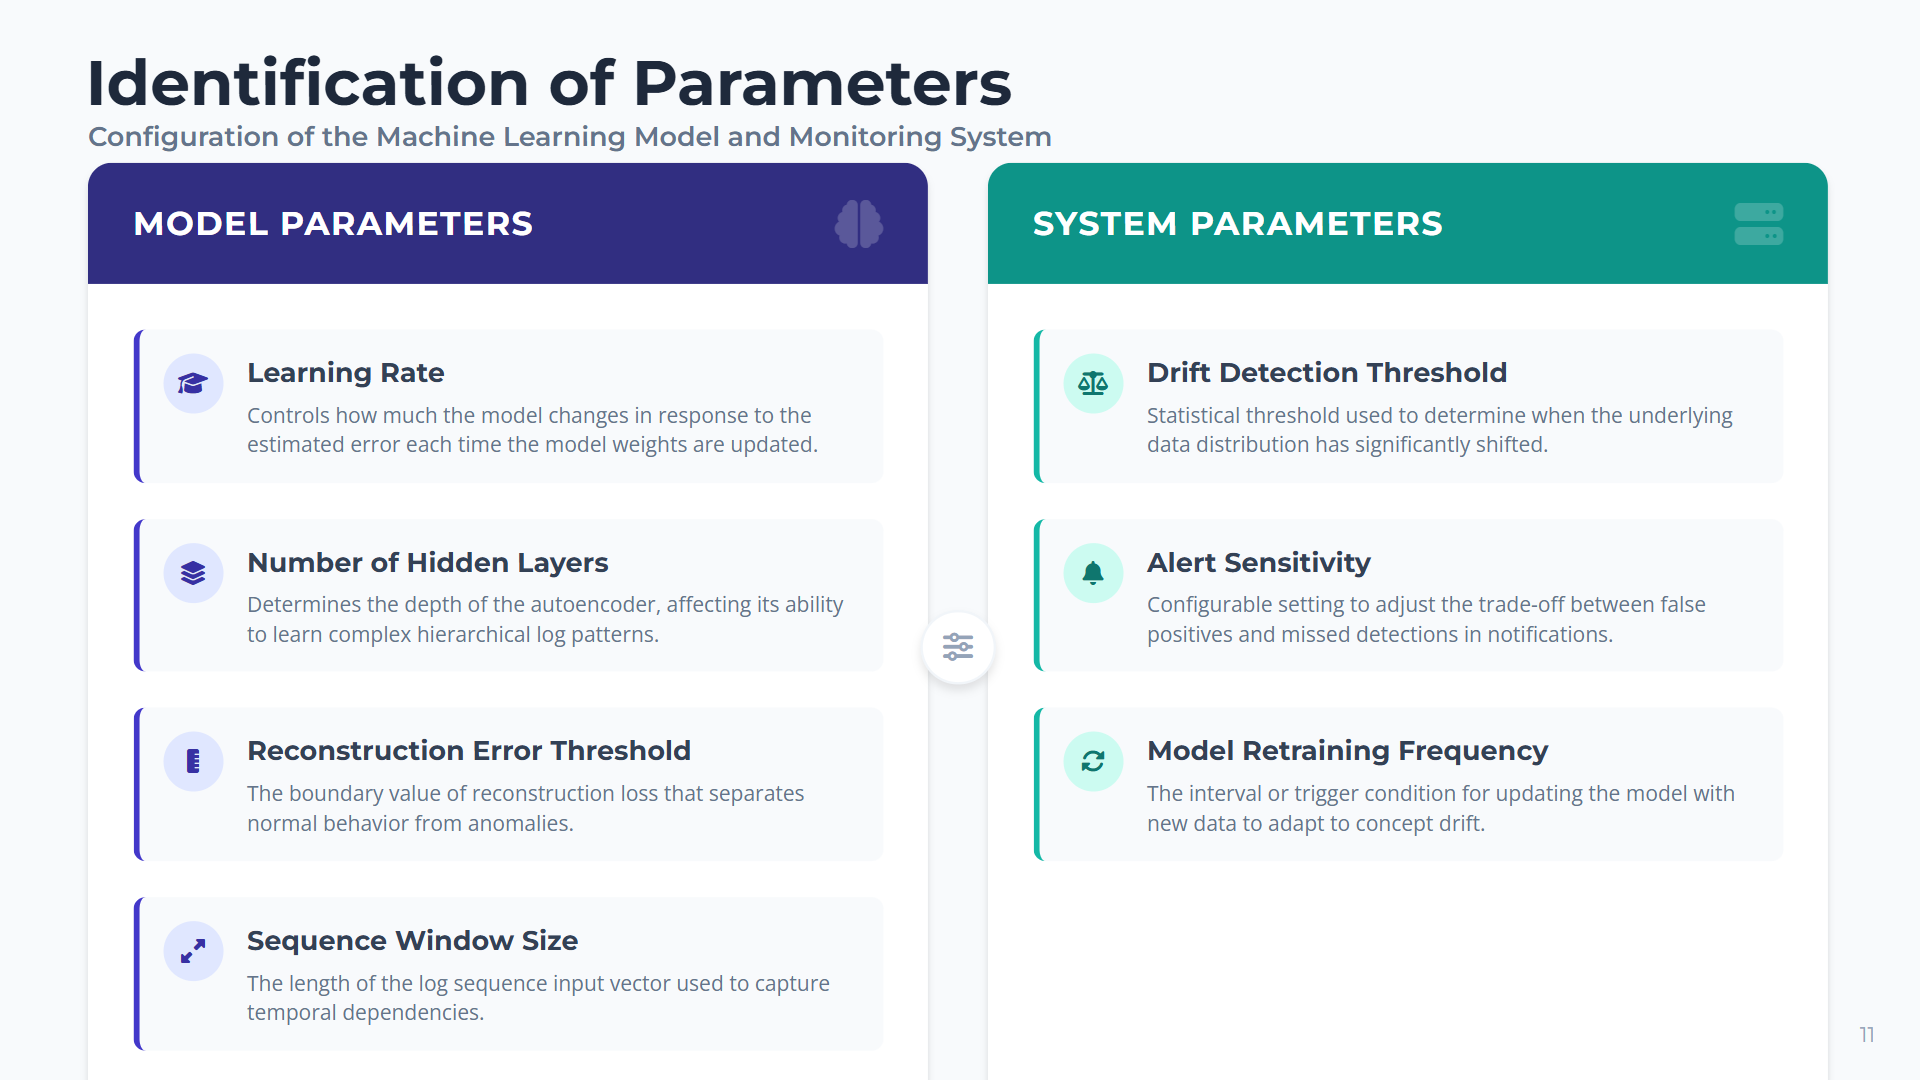 Identification of Parameters
Configuration of the Machine Learning Model and Monitoring System
MODEL PARAMETERS
Learning Rate
Controls how much the model changes in response to the
estimated error each time the model weights are updated.
Number of Hidden Layers
Determines the depth of the autoencoder, affecting its ability
to learn complex hierarchical log patterns.
Reconstruction Error Threshold
The boundary value of reconstruction loss that separates
normal behavior from anomalies.
Sequence Window Size
The length of the log sequence input vector used to capture
temporal dependencies.
SYSTEM PARAMETERS
Drift Detection Threshold
Statistical threshold used to determine when the underlying
data distribution has significantly shifted.
Alert Sensitivity
Configurable setting to adjust the trade-off between false
positives and missed detections in notifications.
Model Retraining Frequency
The interval or trigger condition for updating the model with
new data to adapt to concept drift.
11